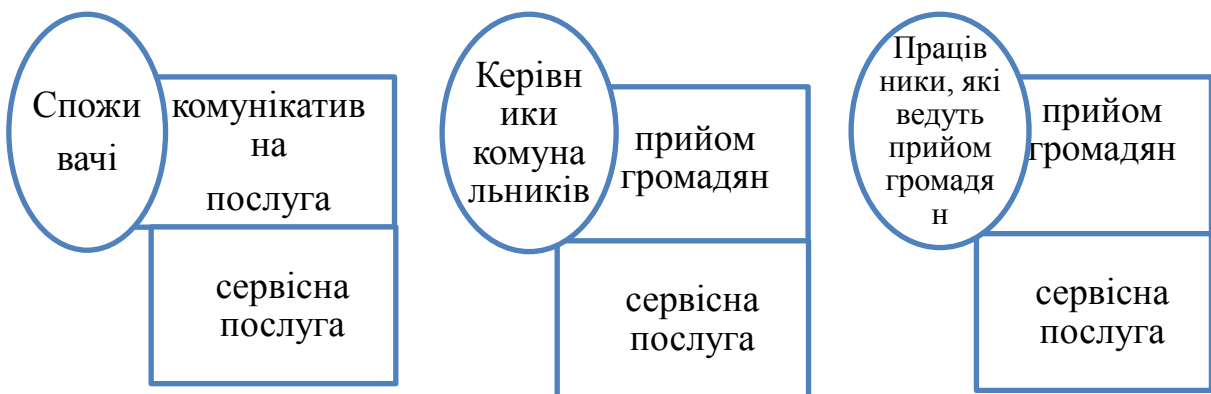 Спожи
вачі
комунікатив
на
послуга
сервісна
послуга
Керівн
ики
комуна
льників
прийом
громадян
сервісна
послуга
Праців
ники, які
ведуть
прийом
громадя
н
прийом
громадян
сервісна
послуга